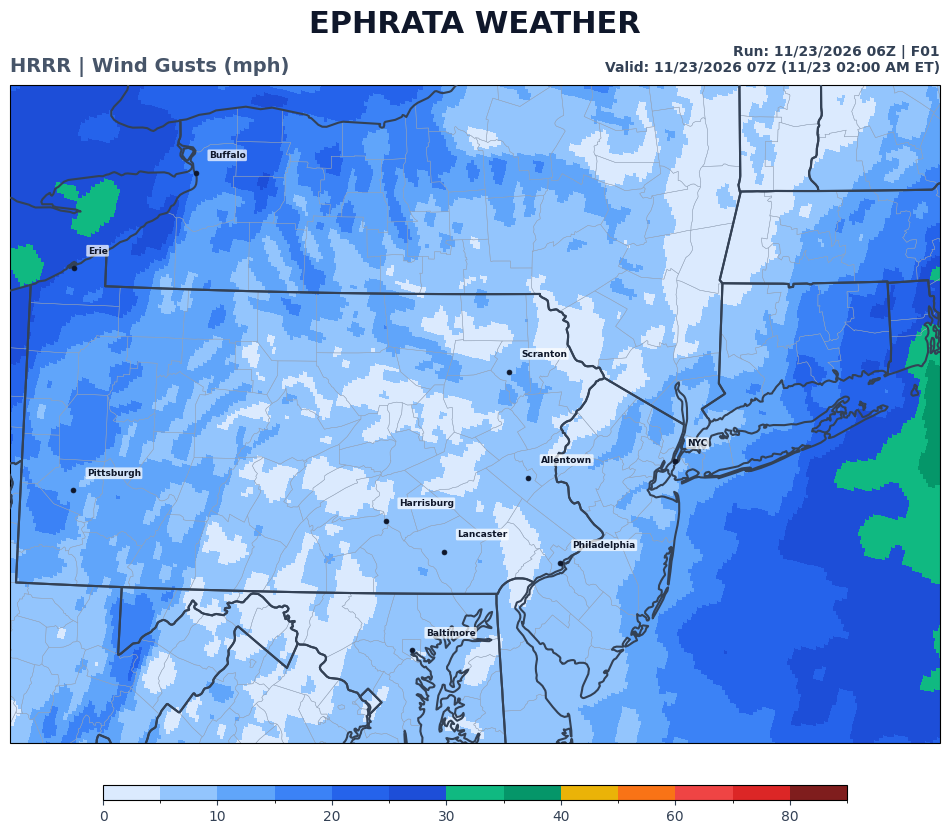 EPHRATA WEATHER
HRRR | Wind Gusts (mph)
Run: 11/23/2026 06Z | F01
Valid: 11/23/2026 07Z (11/23 02:00 AM ET)
Buffalo
Erie
Scranton
NYC
Allentown
Pittsburgh
Harrisburg
Lancaster
Philadelphia
Baltimore
0 10 20 30 40 60 80